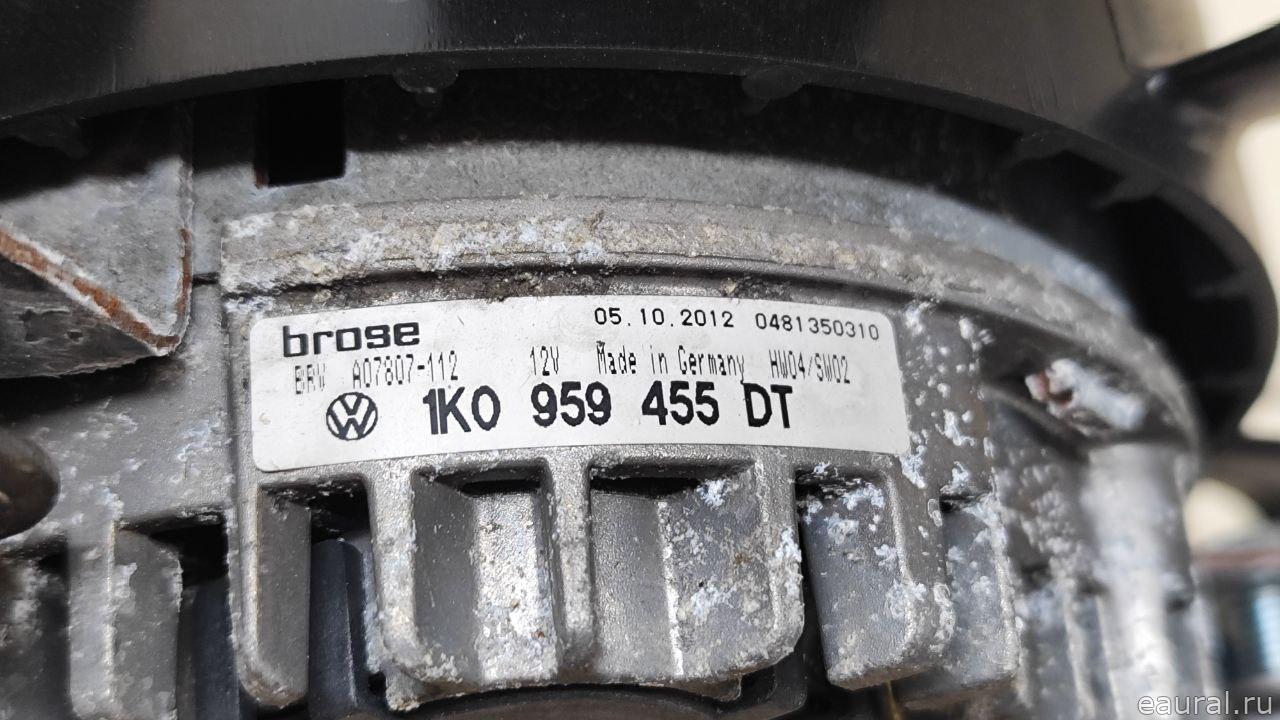 brose 05.10.2012 0481350310
BRW A07807-112 12V Made in Germany HW04/SW02
VW 1K0 959 455 DT
eaural.ru